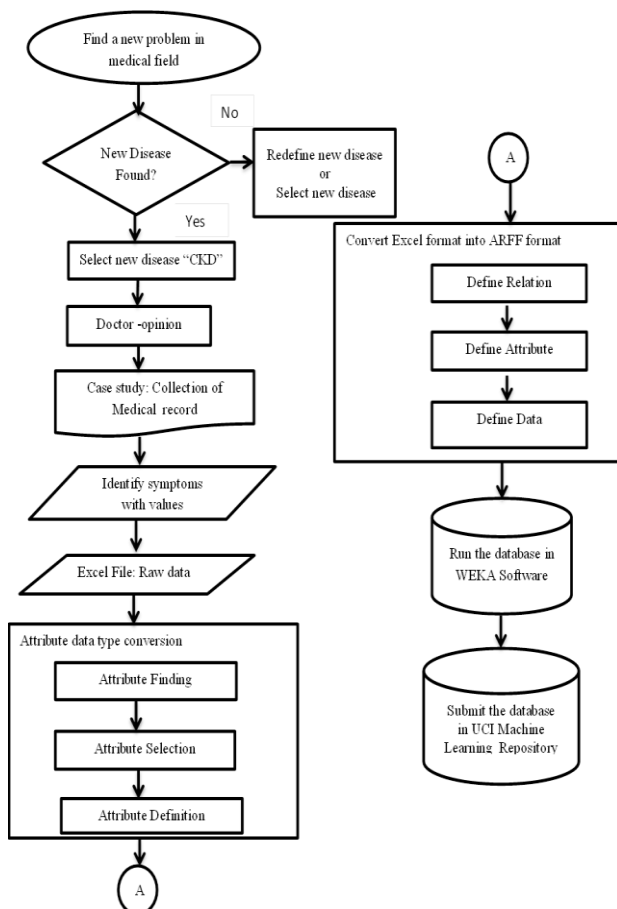 Find a new problem in
medical field
No
New Disease
Found?
Redefine new disease
or
Select new disease
Yes
Select new disease “CKD”
Doctor -opinion
Case study: Collection of
Medical record
Identify symptoms
with values
Excel File: Raw data
Attribute data type conversion
Attribute Finding
Attribute Selection
Attribute Definition
A
A
Convert Excel format into ARFF format
Define Relation
Define Attribute
Define Data
Run the database in
WEKA Software
Submit the database
in UCI Machine
Learning Repository